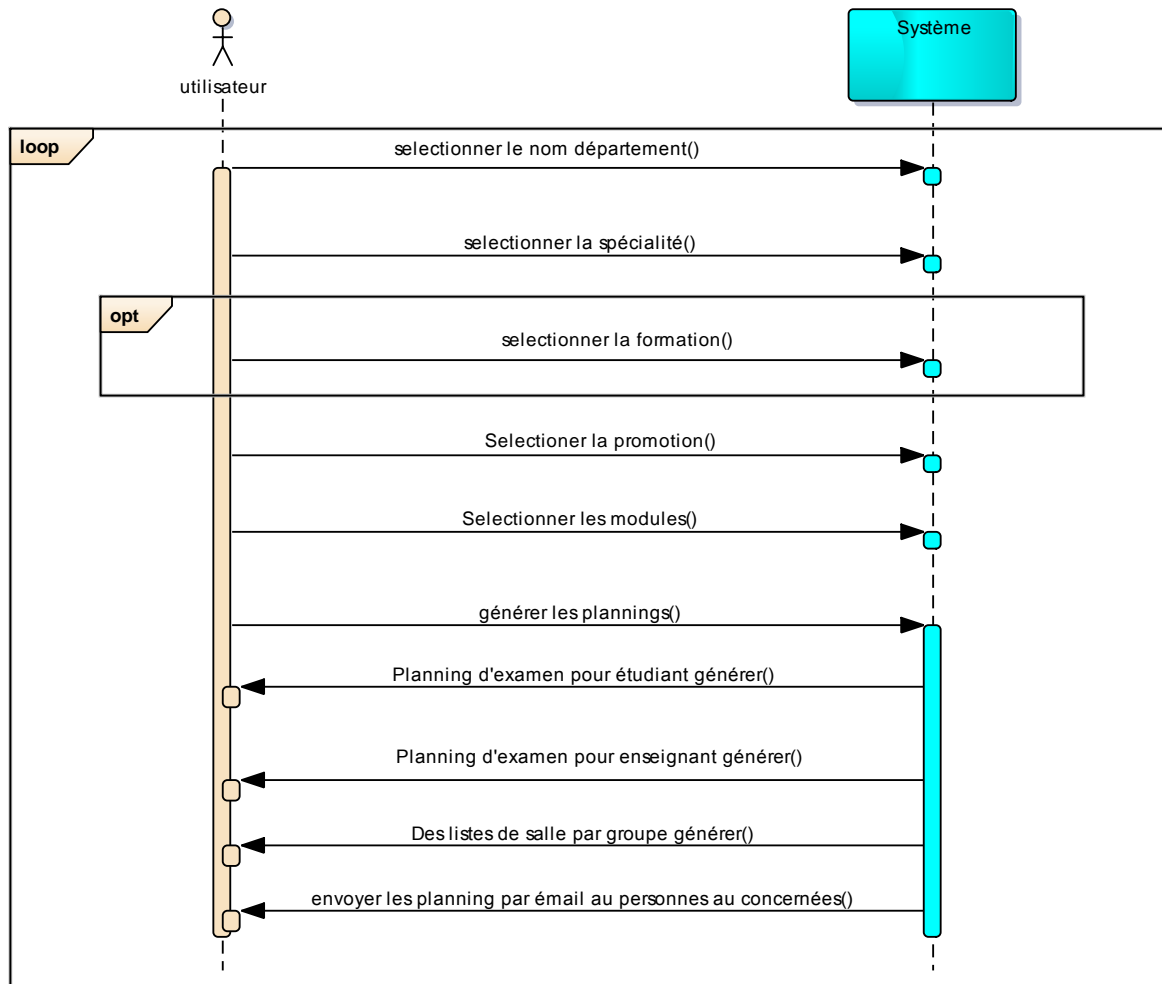 utilisateur
Système
loop
selectionner le nom département()
selectionner la spécialité()
opt
selectionner la formation()
Selectioner la promotion()
Selectionner les modules()
générer les plannings()
Planning d'examen pour étudiant générer()
Planning d'examen pour enseignant générer()
Des listes de salle par groupe générer()
envoyer les planning par émail au personnes au concernées()